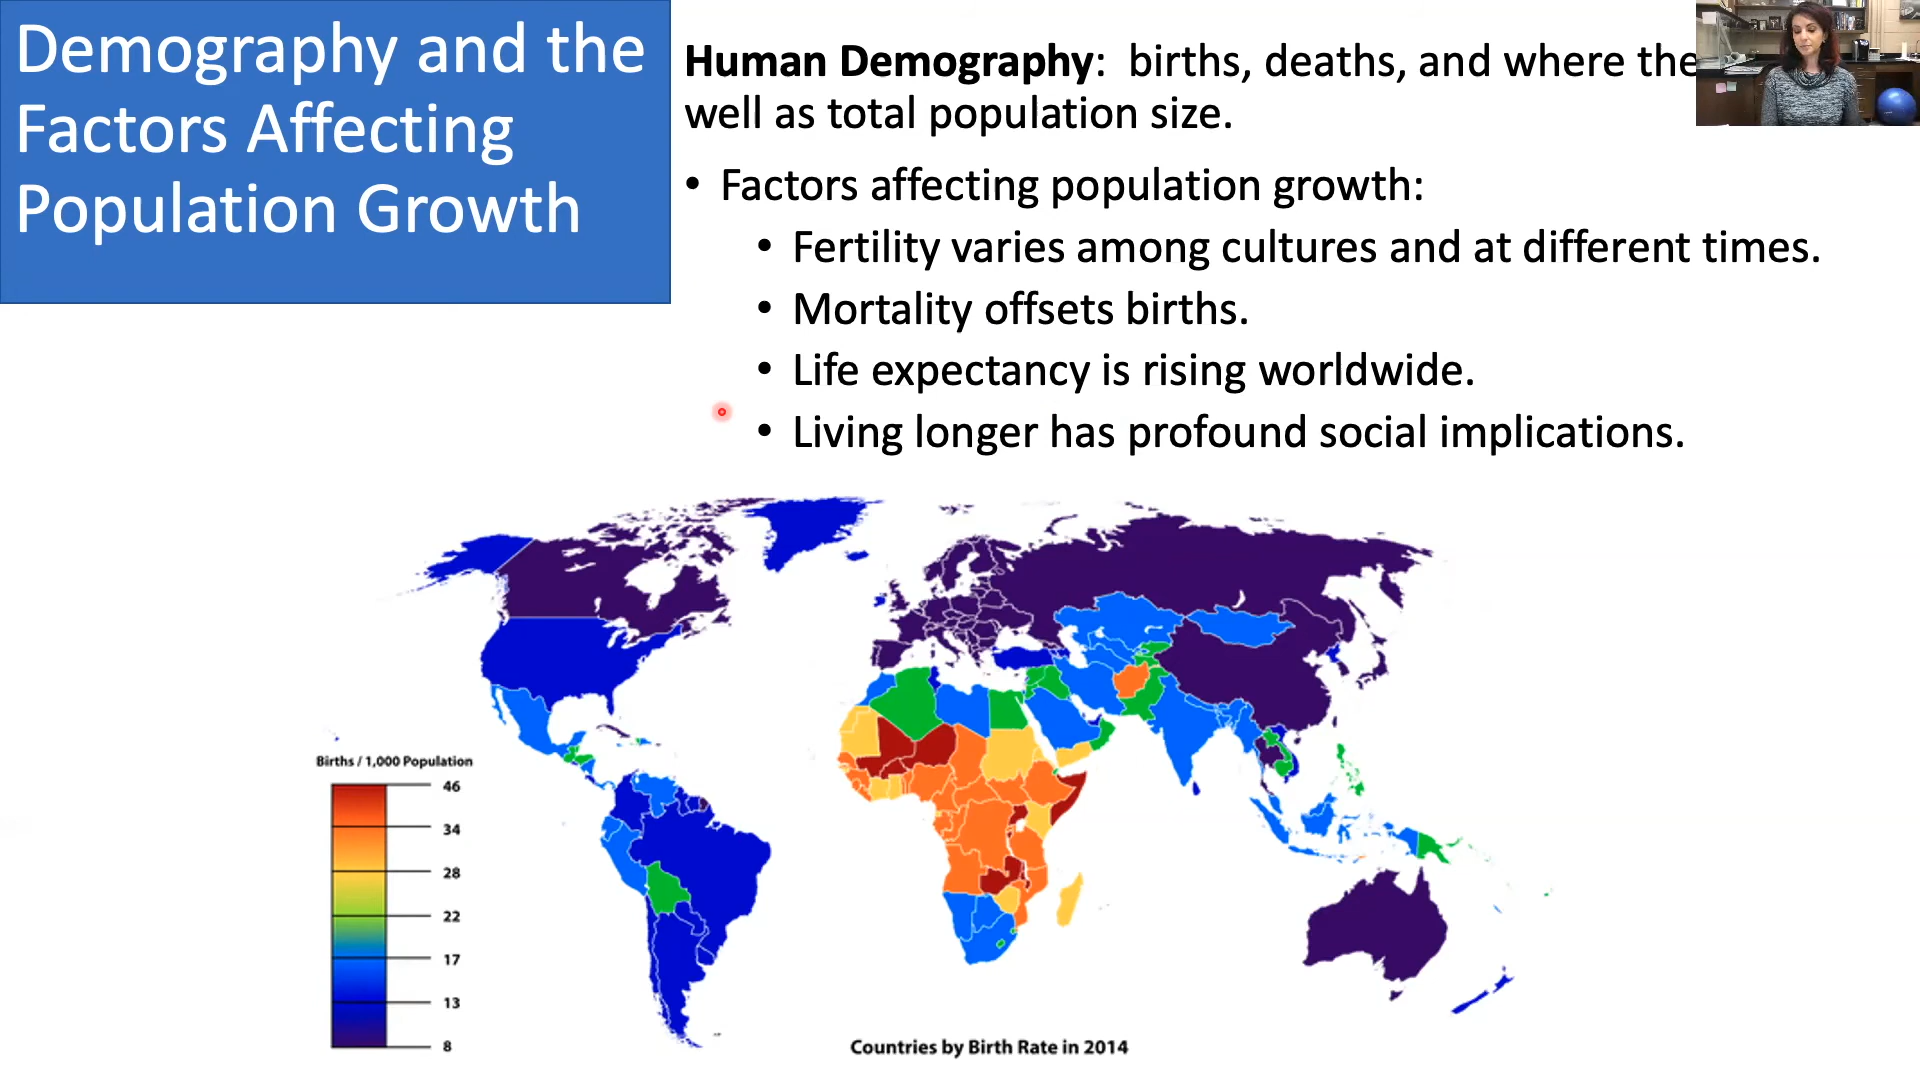 Demography and the
Factors Affecting
Population Growth
Human Demography: births, deaths, and where the
well as total population size.
• Factors affecting population growth:
• Fertility varies among cultures and at different times.
• Mortality offsets births.
• Life expectancy is rising worldwide.
• Living longer has profound social implications.
Births / 1,000 Population
46
34
28
22
17
13
8
Countries by Birth Rate in 2014